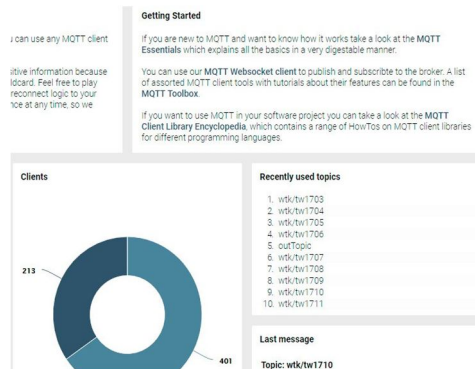 u can use any MQTT client
sitive information because
ldcard. Feel free to play
reconnect logic to your
nce at any time, so we
Getting Started
If you are new to MQTT and want to know how it works take a look at the MQTT
Essentials which explains all the basics in a very digestable manner.
You can use our MQTT Websocket client to publish and subscribte to the broker. A list
of assorted MQTT client tools with tutorials about their features can be found in the
MQTT Toolbox.
If you want to use MQTT in your software project you can take a look at the MQTT
Client Library Encyclopedia, which contains a range of HowTos on MQTT client libraries
for different programming languages.
Clients
213
401
Recently used topics
1. wtk/tw1703
2. wtk/tw1704
3. wtk/tw1705
4. wtk/tw1706
5. outTopic
6. wtk/tw1707
7. wtk/tw1708
8. wtk/tw1709
9. wtk/tw1710
10. wtk/tw1711
Last message
Topic: wtk/tw1710